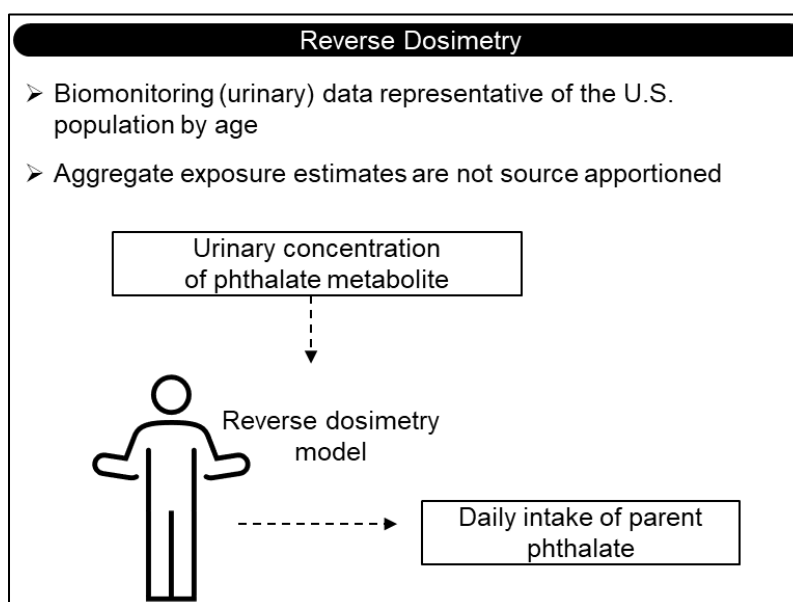 Reverse Dosimetry
➤ Biomonitoring (urinary) data representative of the U.S.
population by age
➤ Aggregate exposure estimates are not source apportioned
Urinary concentration
of phthalate metabolite
Reverse dosimetry
model
Daily intake of parent
phthalate